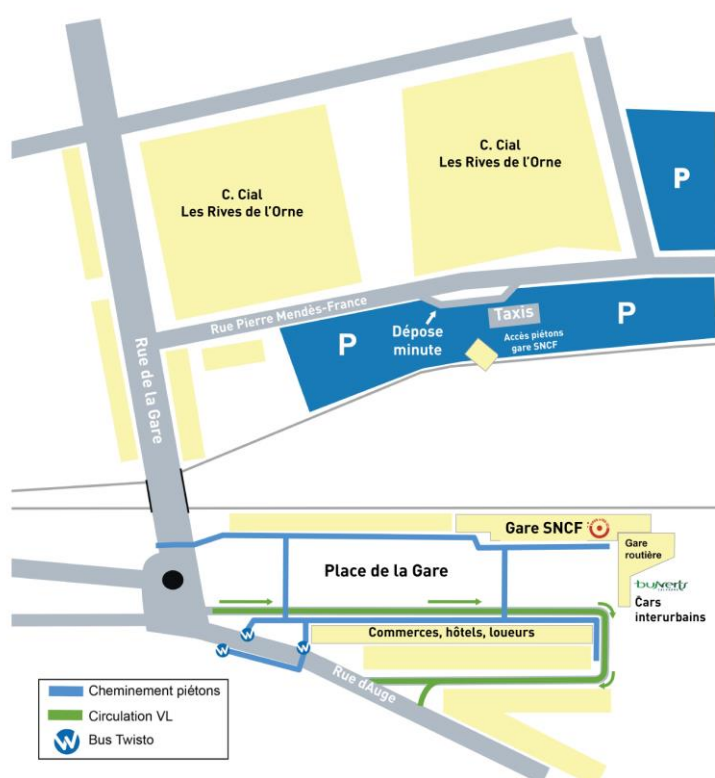 C. Cial
Les Rives de l'Orne
C. Cial
Les Rives de l'Orne
P
Rue Pierre Mendès-France
Rue de la Gare
P
Dépose
minute
Taxis
P
Accès piétons
gare SNCF
Gare SNCF
Gare
routière
Place de la Gare
busverts
Čars
interurbains
Commerces, hôtels, loueurs
Rue d'Auge
Cheminement piétons
Circulation VL
Bus Twisto